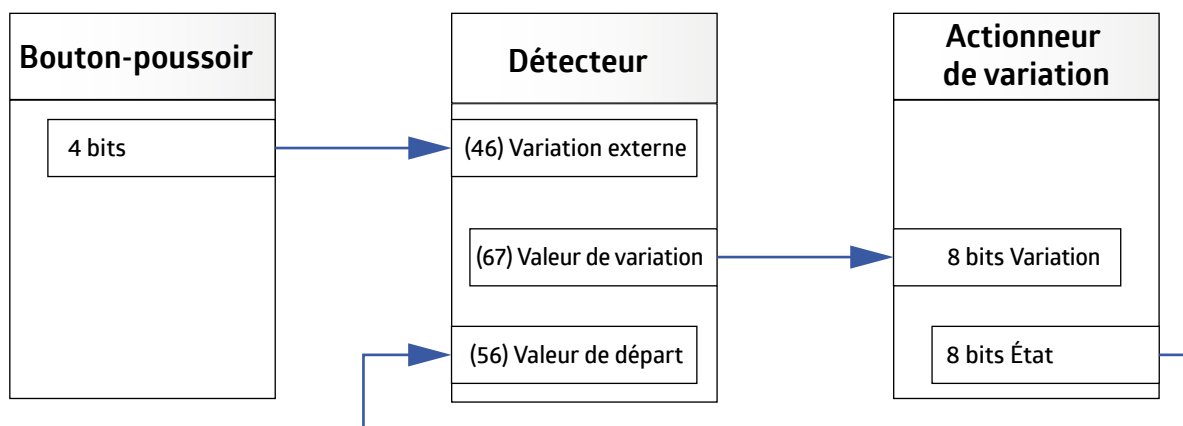 Bouton-poussoir
4 bits
Détecteur
(46) Variation externe
(67) Valeur de variation
(56) Valeur de départ
Actionneur
de variation
8 bits Variation
8 bits État